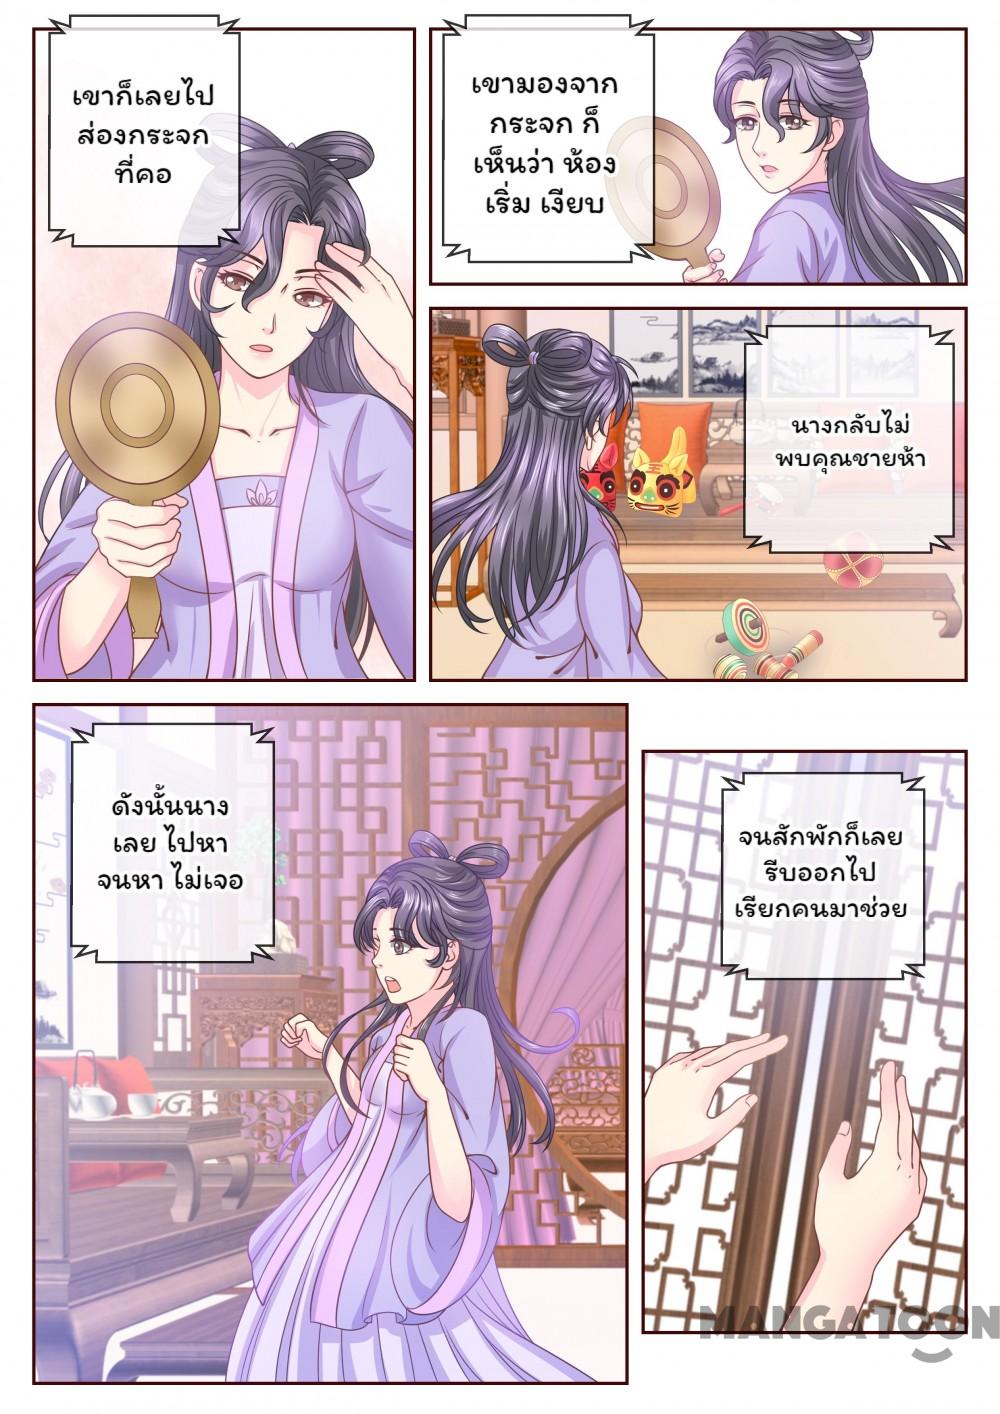 เขาก็เลยไป
ส่องกระจก
ที่คอ
เขามองจาก
กระจก ก็
เห็นว่า ห้อง
เริ่ม เงียบ
นางกลับไม่
พบคุณชายห้า
ดังนั้นนาง
เลย ไปหา
จนหา ไม่เจอ
จนสักพักก็เลย
รีบออกไป
เรียกคนมาช่วย
MANGATOON